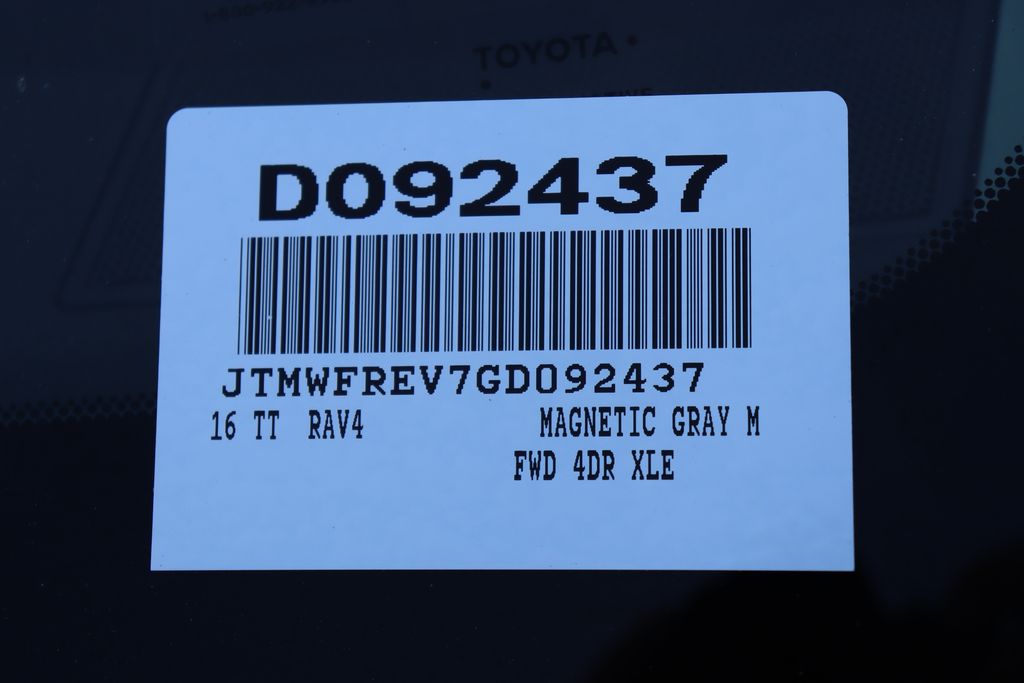 TOYOTA
D092437
JTMWFREV7GD092437
16 TT RAV4 MAGNETIC GRAY M
FWD 4DR XLE